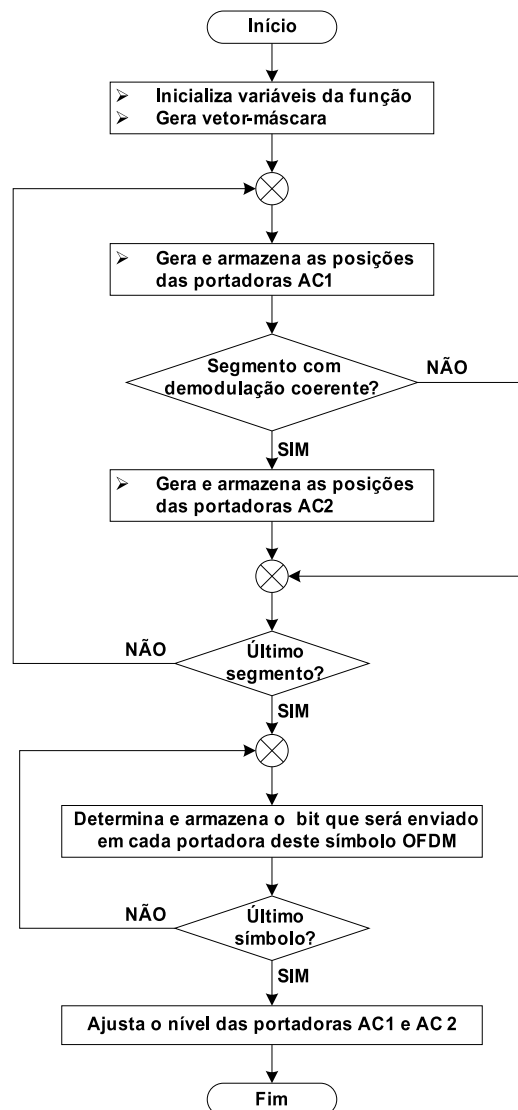 Início
➢ Inicializa variáveis da função
➢ Gera vetor-máscara
➢ Gera e armazena as posições
das portadoras AC1
Segmento com
demodulação coerente?
NÃO
SIM
➢ Gera e armazena as posições
das portadoras AC2
NÃO
Último
segmento?
SIM
Determina e armazena o bit que será enviado
em cada portadora deste símbolo OFDM
NÃO
Último
símbolo?
SIM
Ajusta o nível das portadoras AC1 e AC 2
Fim